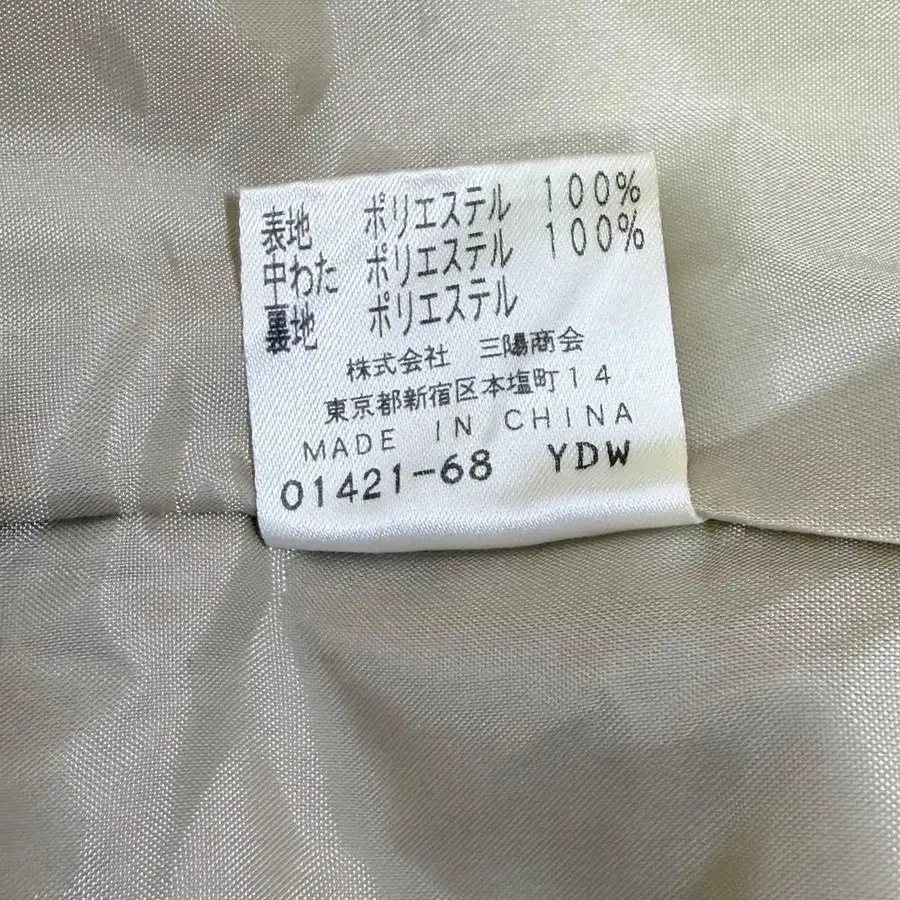 表地 ポリエステル 100%
中わた ポリエステル 100%
裏地 ポリエステル
株式会社 三陽商会
東京都新宿区本塩町14
MADE IN CHINA
01421-68 YDW